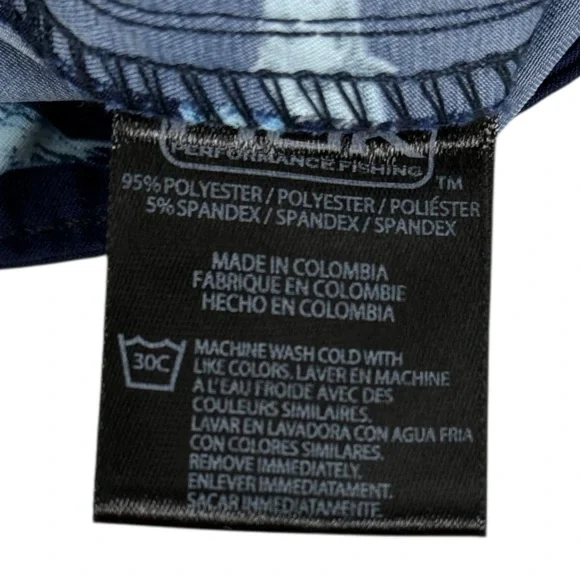 PERFORMANCE FISHING
TM
95% POLYESTER / POLYESTER / POLIÉSTER
5% SPANDEX / SPANDEX / SPANDEX
MADE IN COLOMBIA
FABRIQUE EN COLOMBIE
HECHO EN COLOMBIA
30C
MACHINE WASH COLD WITH
LIKE COLORS. LAVER EN MACHINE
A L'EAU FROIDE AVEC DES
COULEURS SIMILAIRES.
LAVAR EN LAVADORA CON AGUA FRIA
CON COLORES SIMILARES.
REMOVE IMMEDIATELY.
ENLEVER IMMEDIATAMENT.
SACAR INMEDIATAMENTE.